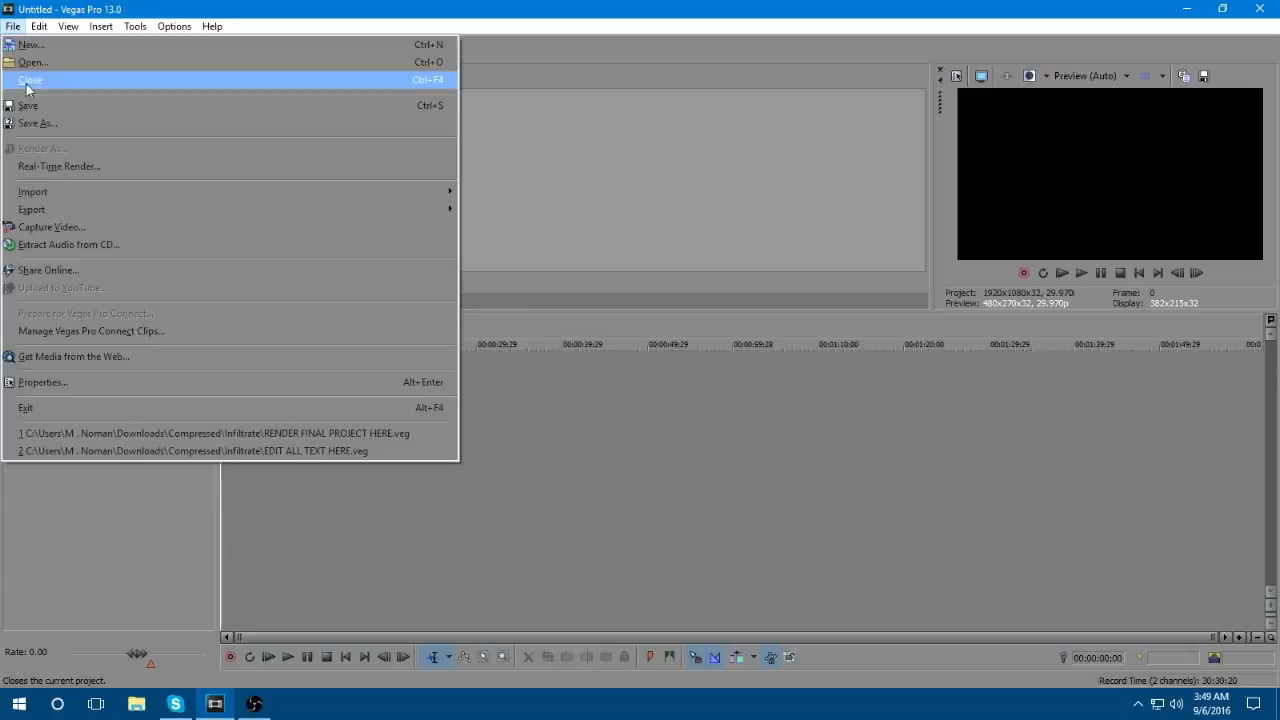 Untitled - Vegas Pro 13.0
File Edit View Insert Tools Options Help
New... Ctrl+N
Open... Ctrl+O
Close Ctrl+F4
Save Ctrl+S
Save As...
Render As...
Real-Time Render...
Import
Export
Capture Video...
Extract Audio from CD...
Share Online...
Upload to YouTube...
Prepare for Vegas Pro Connect...
Manage Vegas Pro Connect Clips...
Get Media from the Web...
Properties... Alt+Enter
Exit Alt+F4
1 C:\Users\M . Noman\Downloads\Compressed\Infiltrate\RENDER FINAL PROJECT HERE.veg
2 C:\Users\M . Noman\Downloads\Compressed\Infiltrate\EDIT ALL TEXT HERE.veg
Preview (Auto)
Project: 1920x1080x32, 29.970i Frame: 0
Preview: 480x270x32, 29.970p Display: 382x215x32
00:00:29;29 00:00:39;29 00:00:49;29 00:00:59;28 00:01:10;00 00:01:20;00 00:01:29;29 00:01:39;29 00:01:49;29 00:0
Rate: 0.00
00:00:00;00
Closes the current project.
Record Time (2 channels): 30:30:20
3:49 AM
9/6/2016